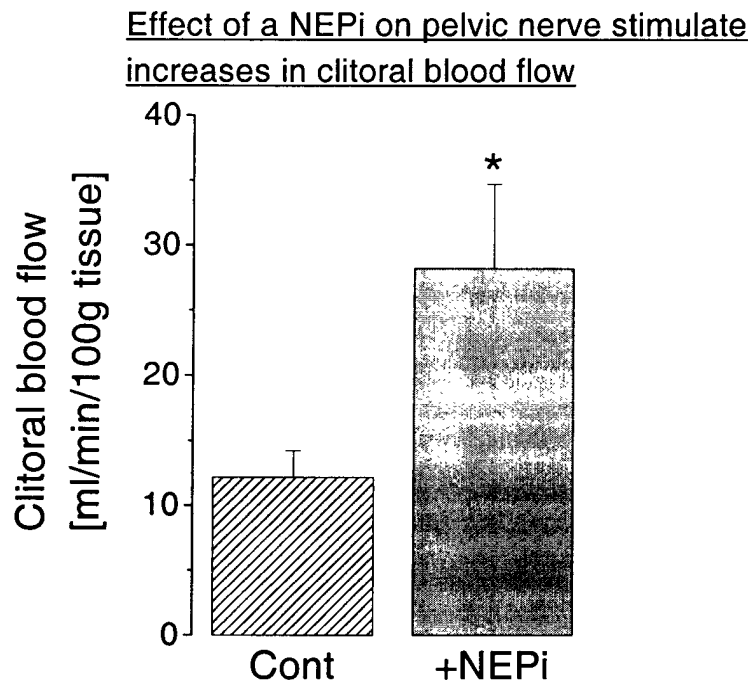 Effect of a NEPi on pelvic nerve stimulate
increases in clitoral blood flow
Clitoral blood flow
[ml/min/100g tissue]
40
30
20
10
0
*
Cont +NEPi